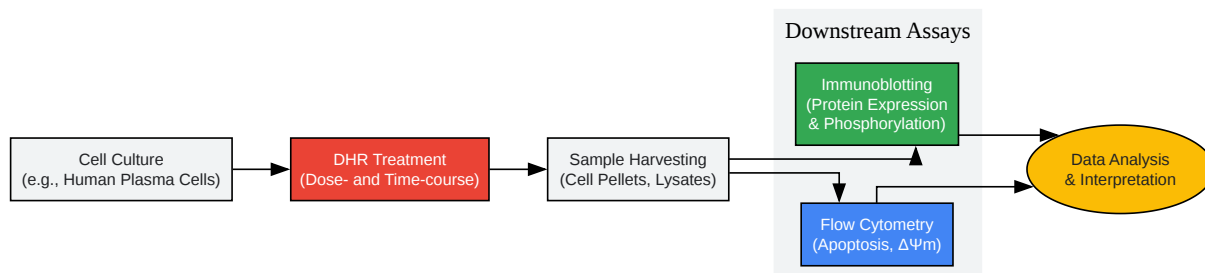 Cell Culture
(e.g., Human Plasma Cells)
DHR Treatment
(Dose- and Time-course)
Sample Harvesting
(Cell Pellets, Lysates)
Downstream Assays
Immunoblotting
(Protein Expression
& Phosphorylation)
Flow Cytometry
(Apoptosis, ΔΨm)
Data Analysis
& Interpretation